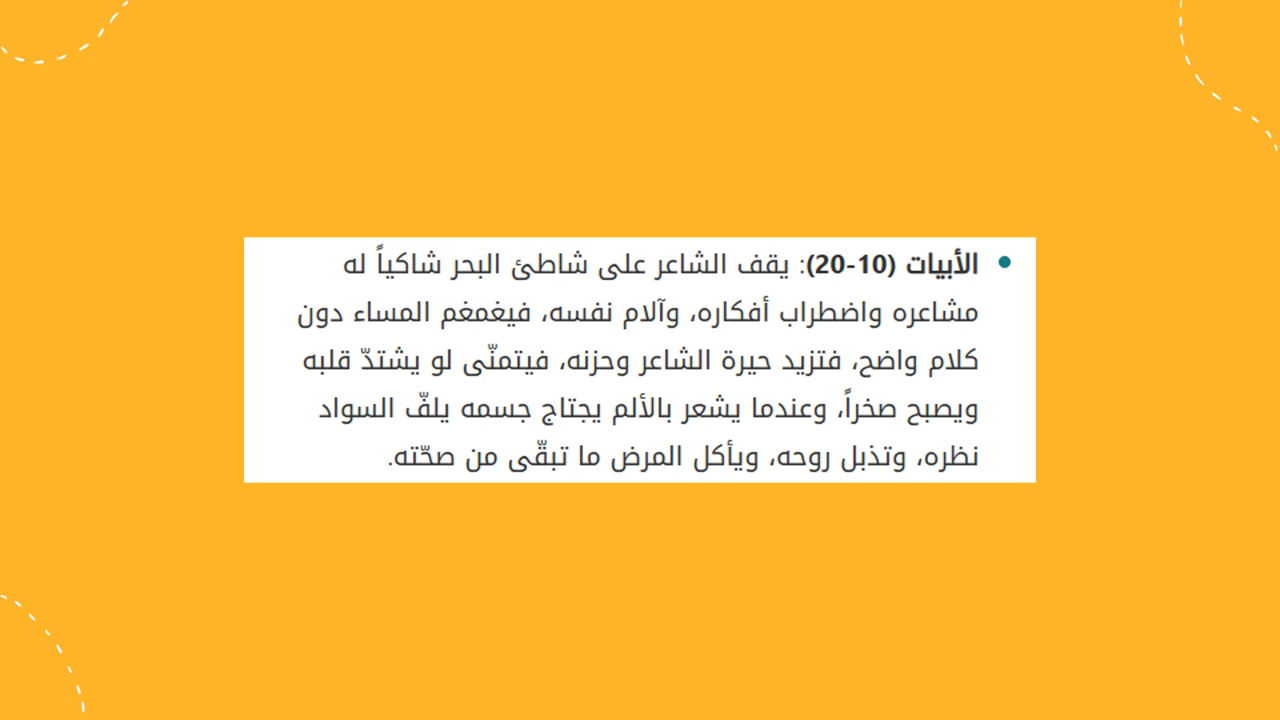 الأبيات (10-20): يقف الشاعر على شاطئ البحر شاكياً له
مشاعره واضطراب أفكاره، وآلام نفسه، فيغمغم المساء دون
كلام واضح، فتزيد حيرة الشاعر وحزنه، فيتمنّى لو يشتدّ قلبه
ويصبح صخراً، وعندما يشعر بالألم يجتاح جسمه يلفّ السواد
نظره، وتذبل روحه، ويأكل المرض ما تبقّى من صحّته.